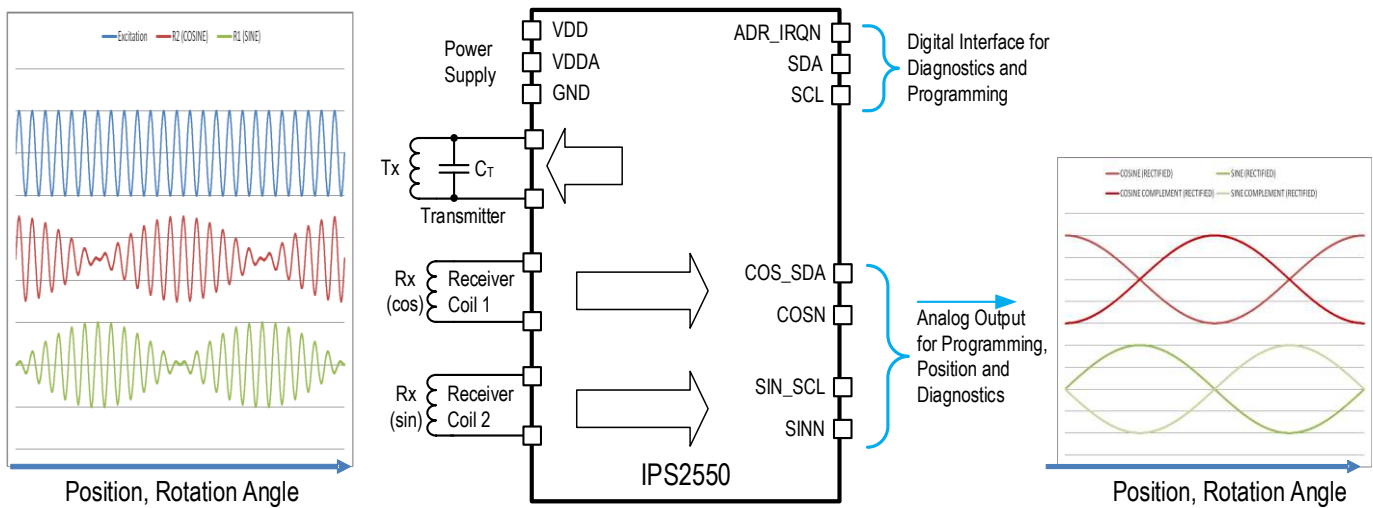 Excitation R2 (COSINE) R1 (SINE)
Position, Rotation Angle
Power
Supply
VDD
VDDA
GND
Tx
CT
Transmitter
Rx
(cos)
Receiver
Coil 1
Rx
(sin)
Receiver
Coil 2
IPS2550
ADR_IRQN
SDA
SCL
Digital Interface for
Diagnostics and
Programming
COS_SDA
COSN
SIN_SCL
SINN
Analog Output
for Programming,
Position and
Diagnostics
COSINE (RECTIFIED) SINE (RECTIFIED)
COSINE COMPLEMENT (RECTIFIED) SINE COMPLEMENT (RECTIFIED)
Position, Rotation Angle